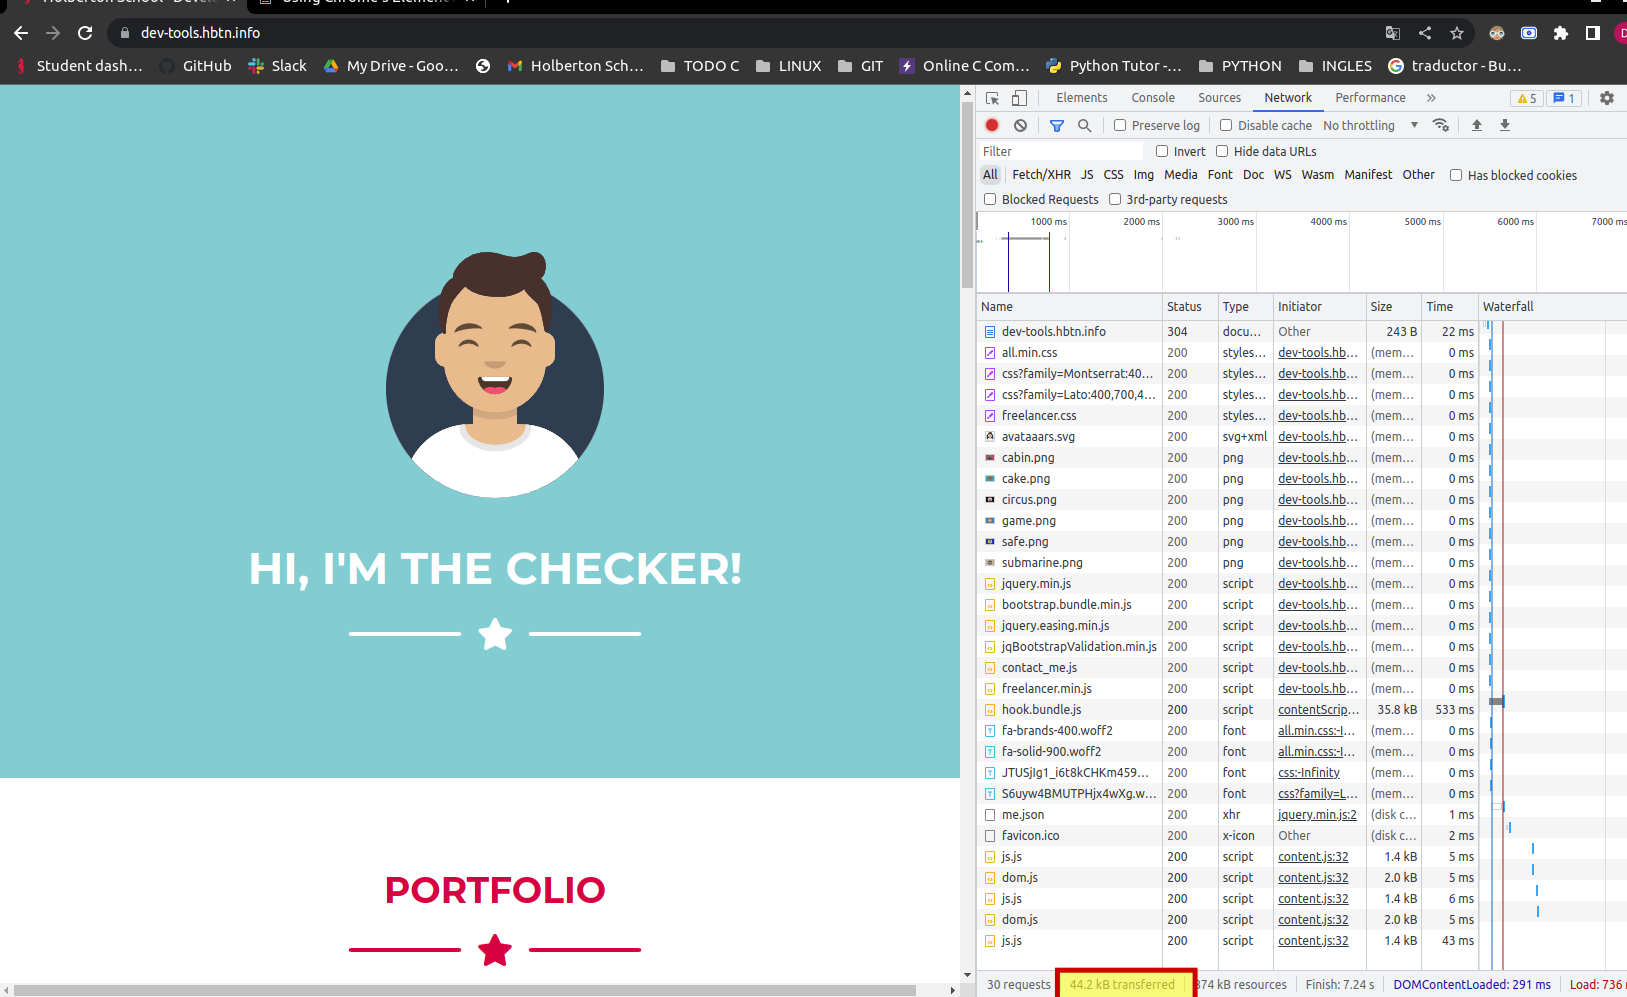 Holberton School - Devel
Using Chrome's Element
dev-tools.hbtn.info
Student dash... GitHub Slack My Drive - Goo... Holberton Sch... TODO C LINUX GIT Online C Com... Python Tutor -... PYTHON INGLES traductor - Bu...
HI, I'M THE CHECKER!
PORTFOLIO
Elements Console Sources Network Performance » 5 1
Preserve log Disable cache No throttling
Filter Invert Hide data URLs
All Fetch/XHR JS CSS Img Media Font Doc WS Wasm Manifest Other Has blocked cookies
Blocked Requests 3rd-party requests
1000 ms 2000 ms 3000 ms 4000 ms 5000 ms 6000 ms 7000 ms
Name Status Type Initiator Size Time Waterfall
dev-tools.hbtn.info 304 docu... Other 243 B 22 ms
all.min.css 200 styles... dev-tools.hb... (mem... 0 ms
css?family=Montserrat:40... 200 styles... dev-tools.hb... (mem... 0 ms
css?family=Lato:400,700,4... 200 styles... dev-tools.hb... (mem... 0 ms
freelancer.css 200 styles... dev-tools.hb... (mem... 0 ms
avataaars.svg 200 svg+xml dev-tools.hb... (mem... 0 ms
cabin.png 200 png dev-tools.hb... (mem... 0 ms
cake.png 200 png dev-tools.hb... (mem... 0 ms
circus.png 200 png dev-tools.hb... (mem... 0 ms
game.png 200 png dev-tools.hb... (mem... 0 ms
safe.png 200 png dev-tools.hb... (mem... 0 ms
submarine.png 200 png dev-tools.hb... (mem... 0 ms
jquery.min.js 200 script dev-tools.hb... (mem... 0 ms
bootstrap.bundle.min.js 200 script dev-tools.hb... (mem... 0 ms
jquery.easing.min.js 200 script dev-tools.hb... (mem... 0 ms
jqBootstrapValidation.min.js 200 script dev-tools.hb... (mem... 0 ms
contact_me.js 200 script dev-tools.hb... (mem... 0 ms
freelancer.min.js 200 script dev-tools.hb... (mem... 0 ms
hook.bundle.js 200 script contentScrip... 35.8 kB 533 ms
fa-brands-400.woff2 200 font all.min.css:-I... (mem... 0 ms
fa-solid-900.woff2 200 font all.min.css:-I... (mem... 0 ms
JTUSjIg1_i6t8kCHKm459... 200 font css:-Infinity (mem... 0 ms
S6uyw4BMUTPHjx4wXg.w... 200 font css?family=L... (mem... 0 ms
me.json 200 xhr jquery.min.js:2 (disk c... 1 ms
favicon.ico 200 x-icon Other (disk c... 2 ms
js.js 200 script content.js:32 1.4 kB 5 ms
dom.js 200 script content.js:32 2.0 kB 5 ms
js.js 200 script content.js:32 1.4 kB 6 ms
dom.js 200 script content.js:32 2.0 kB 5 ms
js.js 200 script content.js:32 1.4 kB 43 ms
30 requests 44.2 kB transferred 874 kB resources Finish: 7.24 s DOMContentLoaded: 291 ms Load: 736